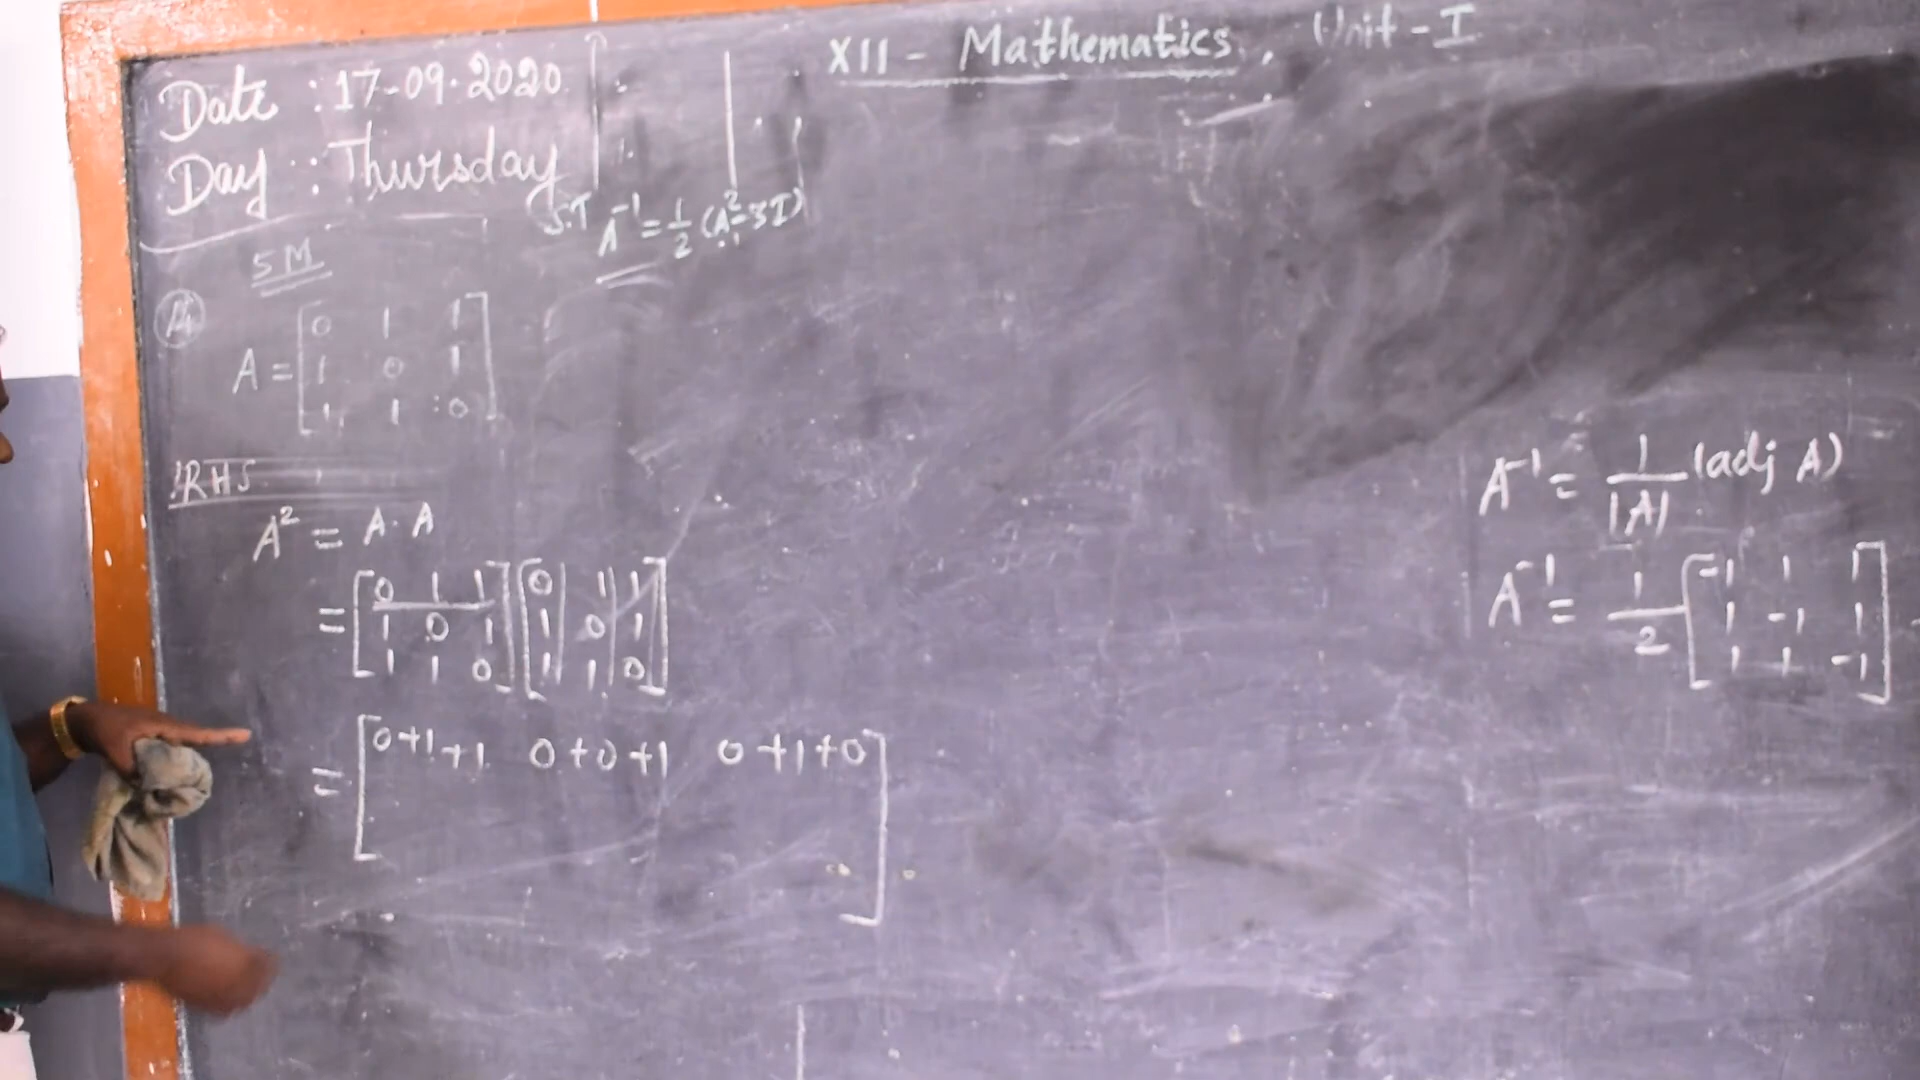 XII - Mathematics, Unit - I
Date : 17-09-2020
Day : Thursday
S.T A⁻¹ = 1/2 (A² - 3I)
5M
14
A = [0 1 1
1 0 1
1 1 0]
RHS
A² = A · A
= [0 1 1] [0 1 1]
[1 0 1] [1 0 1]
[1 1 0] [1 1 0]
= [0+1+1 0+0+1 0+1+0]
A⁻¹ = 1/|A| (adj A)
A⁻¹ = 1/2 [-1 1 1
1 -1 1
1 1 -1]